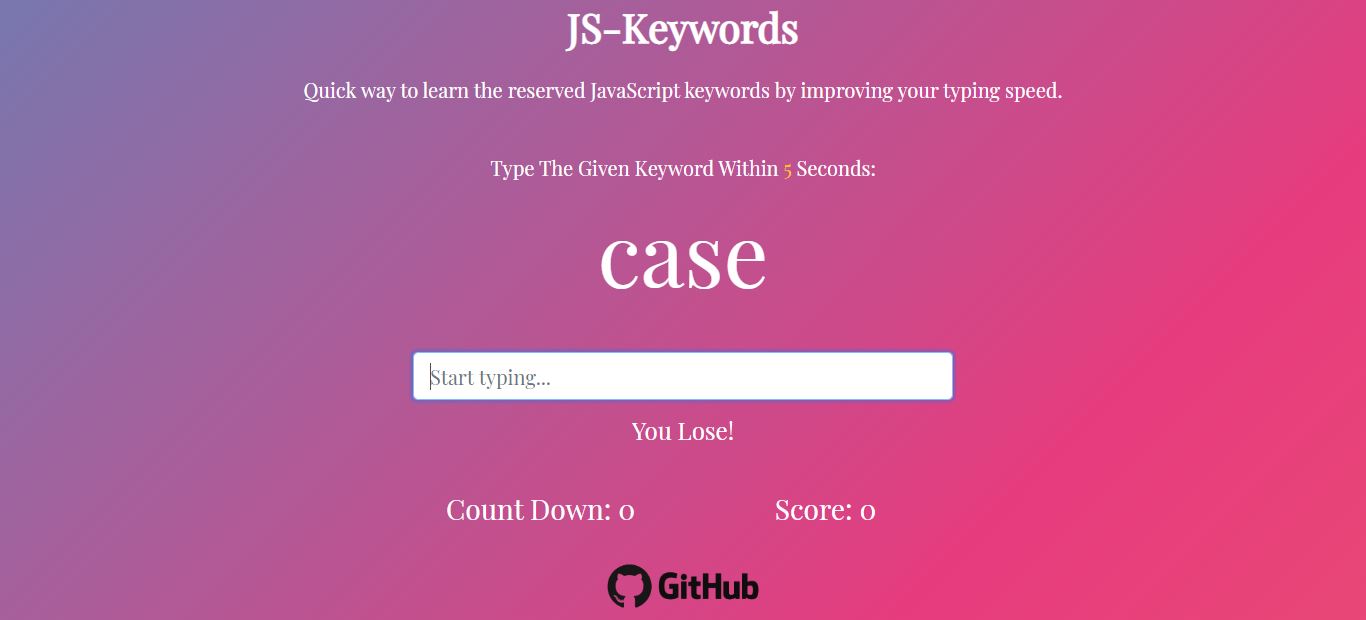 JS-Keywords
Quick way to learn the reserved JavaScript keywords by improving your typing speed.
Type The Given Keyword Within 5 Seconds:
case
Start typing...
You Lose!
Count Down: 0 Score: 0
GitHub